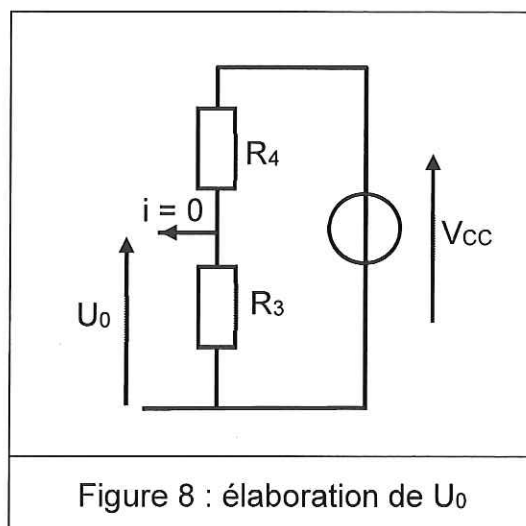 R4
i = 0
VCC
U0
R3
Figure 8 : élaboration de U0